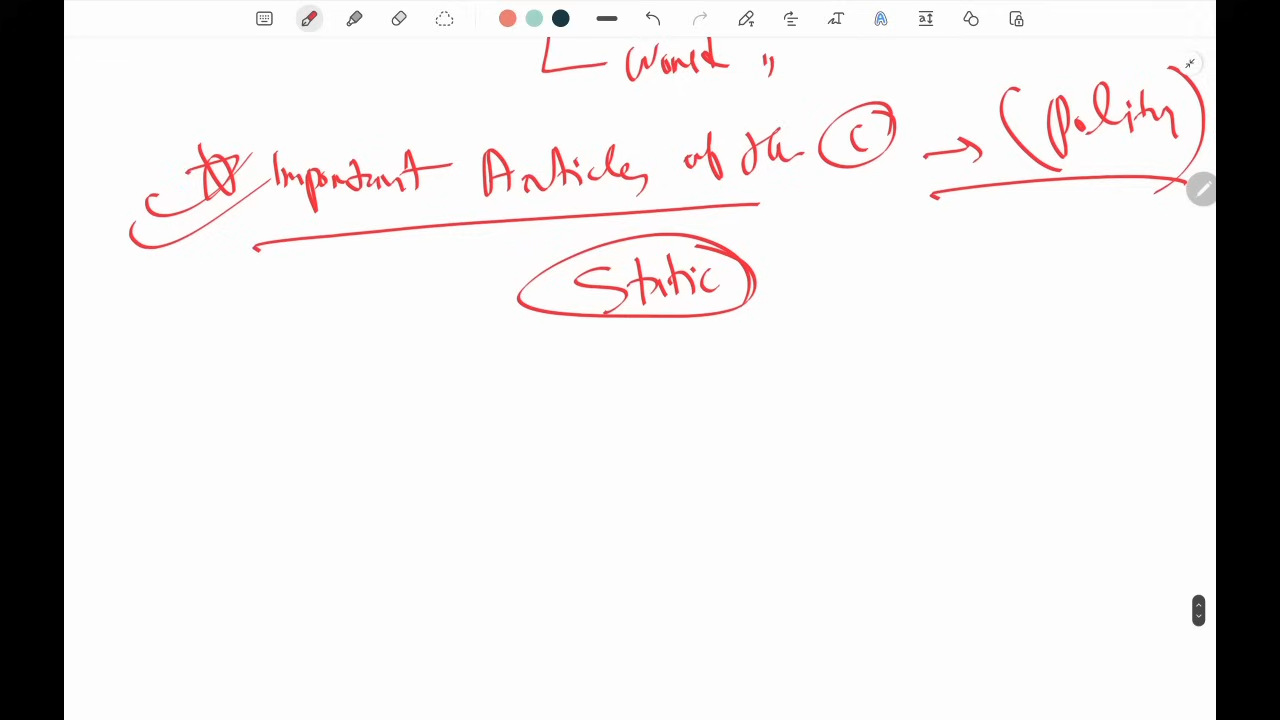 World "
Important Articles of the C → (Polity)
Static